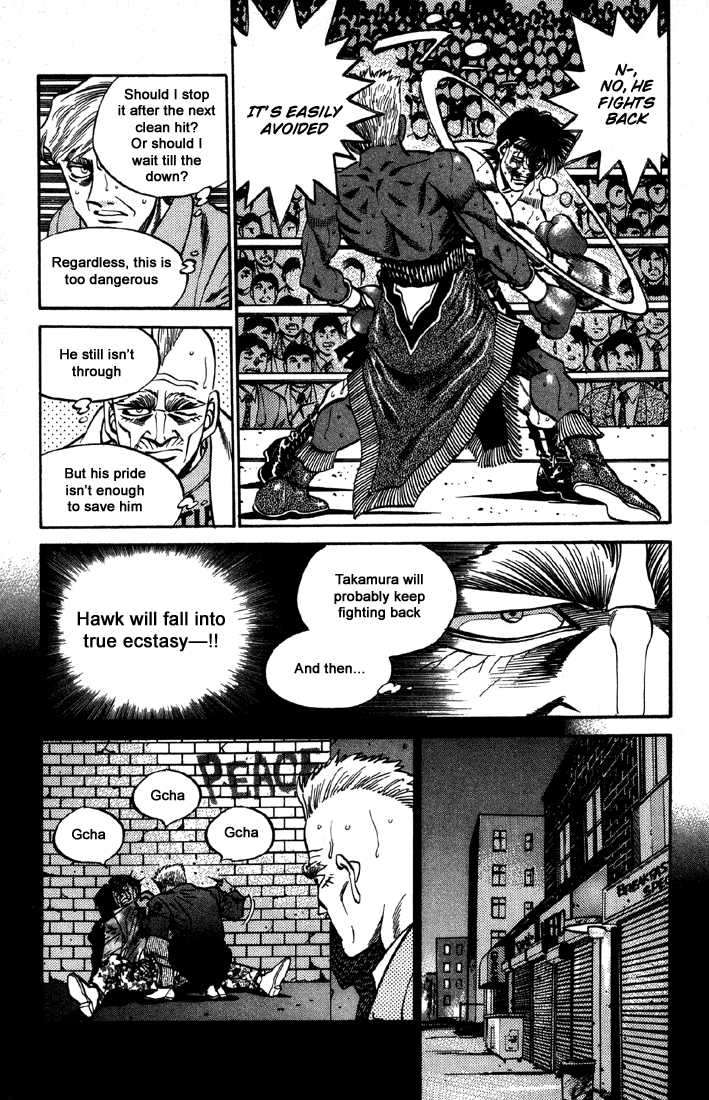 N-,
NO, HE
FIGHTS
BACK
IT'S EASILY
AVOIDED
Should I stop
it after the next
clean hit?
Or should I
wait till the
down?
Regardless, this is
too dangerous
He still isn't
through
But his pride
isn't enough
to save him
Takamura will
probably keep
fighting back
And then...
Hawk will fall into
true ecstasy—!!
PEACE
Gcha
Gcha
Gcha